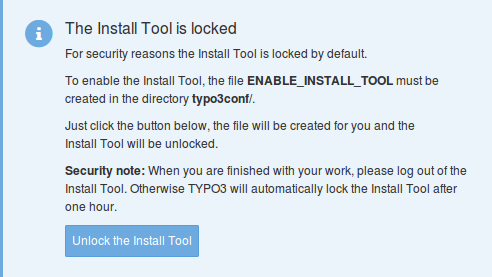 The Install Tool is locked
For security reasons the Install Tool is locked by default.
To enable the Install Tool, the file ENABLE_INSTALL_TOOL must be
created in the directory typo3conf/.
Just click the button below, the file will be created for you and the
Install Tool will be unlocked.
Security note: When you are finished with your work, please log out of the
Install Tool. Otherwise TYPO3 will automatically lock the Install Tool after
one hour.
Unlock the Install Tool